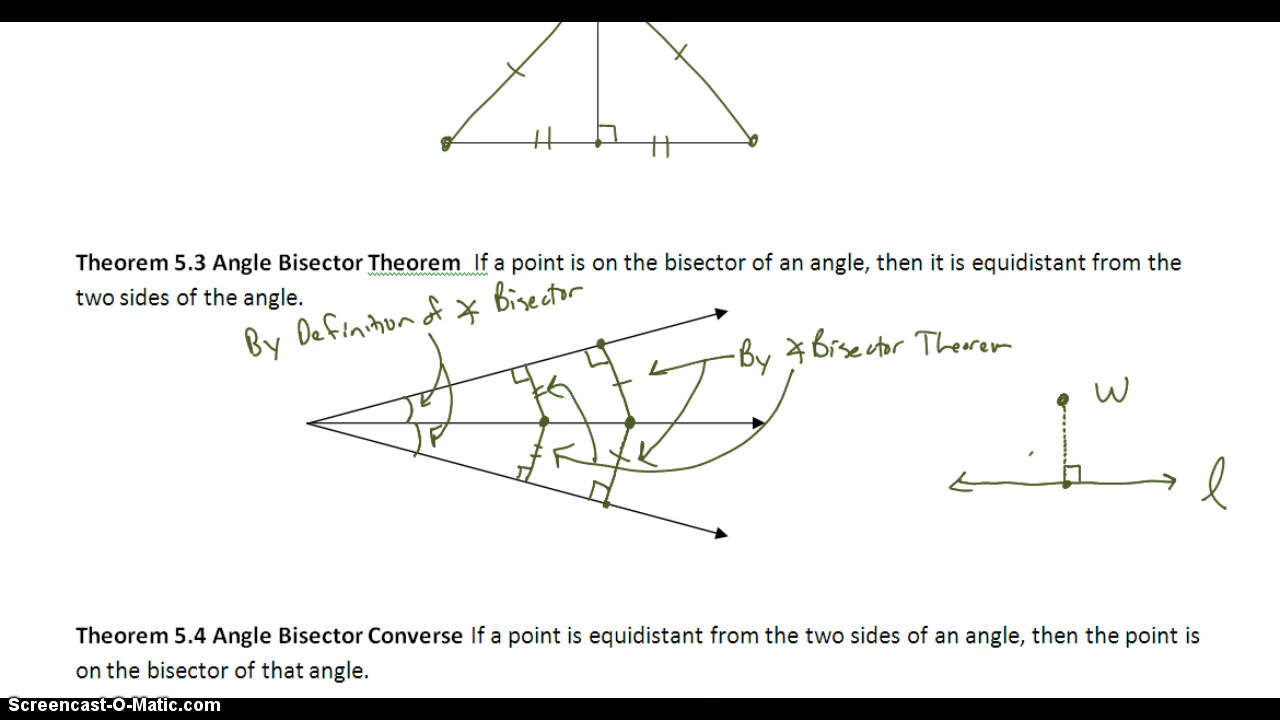 Theorem 5.3 Angle Bisector Theorem If a point is on the bisector of an angle, then it is equidistant from the
two sides of the angle.
By Definition of ∡ Bisector
By ∡ Bisector Theorem
W
l
Theorem 5.4 Angle Bisector Converse If a point is equidistant from the two sides of an angle, then the point is
on the bisector of that angle.
Screencast-O-Matic.com